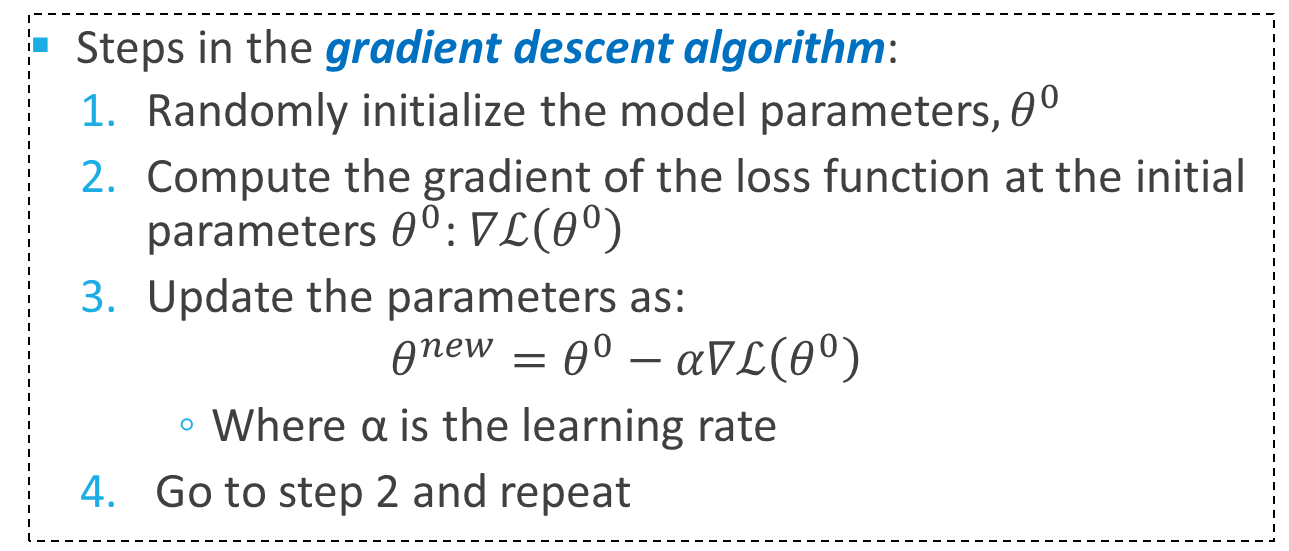 ▪ Steps in the gradient descent algorithm:
1. Randomly initialize the model parameters, 𝜃⁰
2. Compute the gradient of the loss function at the initial
parameters 𝜃⁰: 𝛻ℒ(𝜃⁰)
3. Update the parameters as:
𝜃ⁿᵉʷ = 𝜃⁰ − 𝛼𝛻ℒ(𝜃⁰)
◦ Where α is the learning rate
4. Go to step 2 and repeat